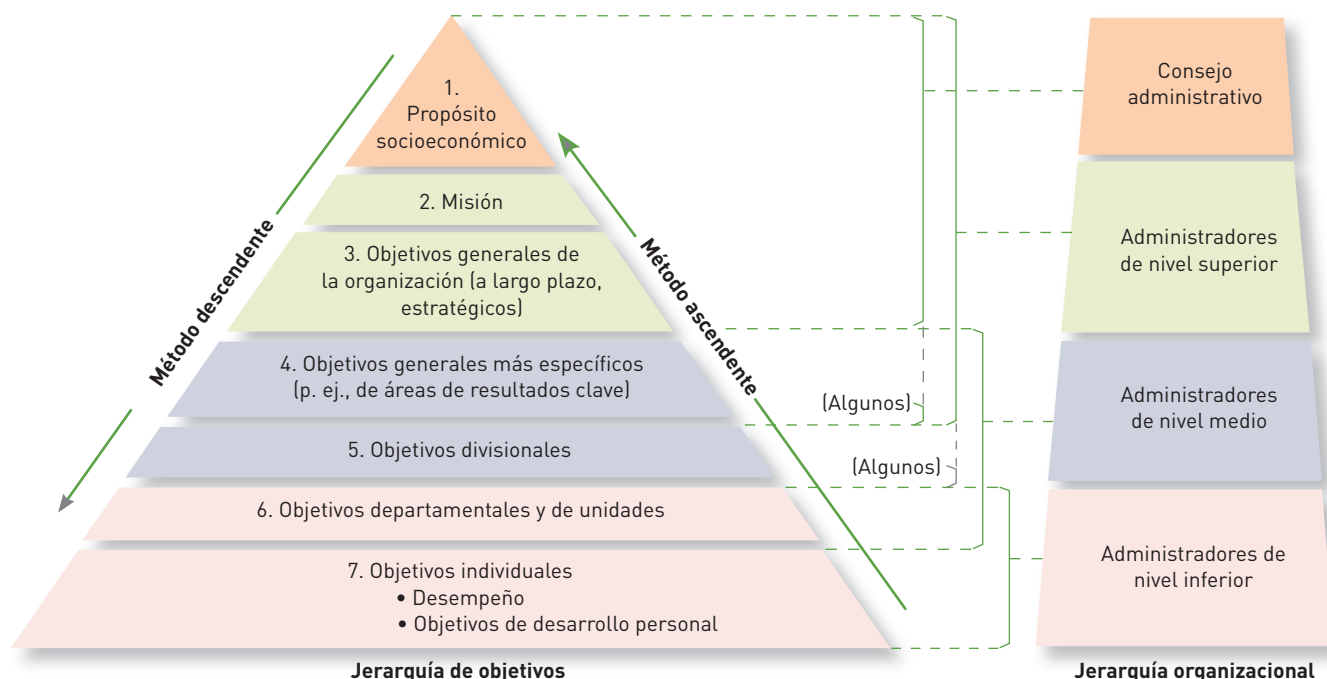 1.
Propósito
socioeconómico
2. Misión
3. Objetivos generales de
la organización (a largo plazo,
estratégicos)
4. Objetivos generales más específicos
(p. ej., de áreas de resultados clave)
5. Objetivos divisionales
6. Objetivos departamentales y de unidades
7. Objetivos individuales
• Desempeño
• Objetivos de desarrollo personal
Método descendente
Método ascendente
(Algunos)
(Algunos)
Consejo
administrativo
Administradores
de nivel superior
Administradores
de nivel medio
Administradores de
nivel inferior
Jerarquía de objetivos
Jerarquía organizacional